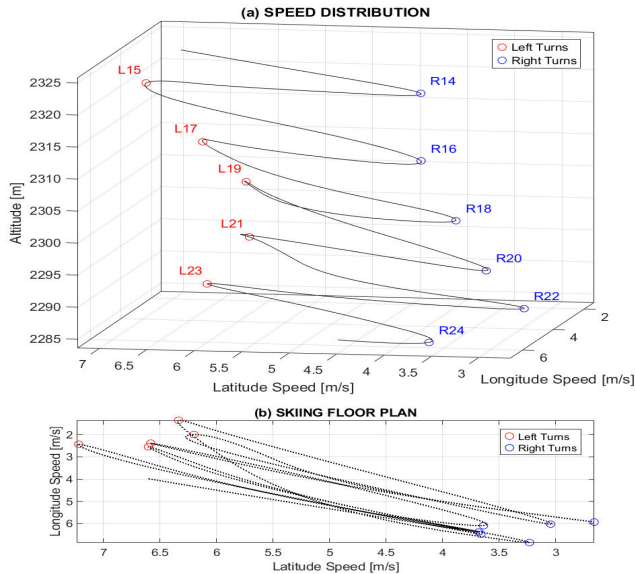 (a) SPEED DISTRIBUTION
Left Turns
Right Turns
2325
2320
2315
2310
2305
2300
2295
2290
2285
Altitude [m]
L15
R14
L17
R16
L19
R18
L21
R20
L23
R22
R24
7
6.5
6
5.5
5
4.5
4
3.5
3
Latitude Speed [m/s]
2
4
6
Longitude Speed [m/s]
(b) SKIING FLOOR PLAN
Left Turns
Right Turns
2
3
4
5
6
Longitude Speed [m/s]
7
6.5
6
5.5
5
4.5
4
3.5
3
Latitude Speed [m/s]